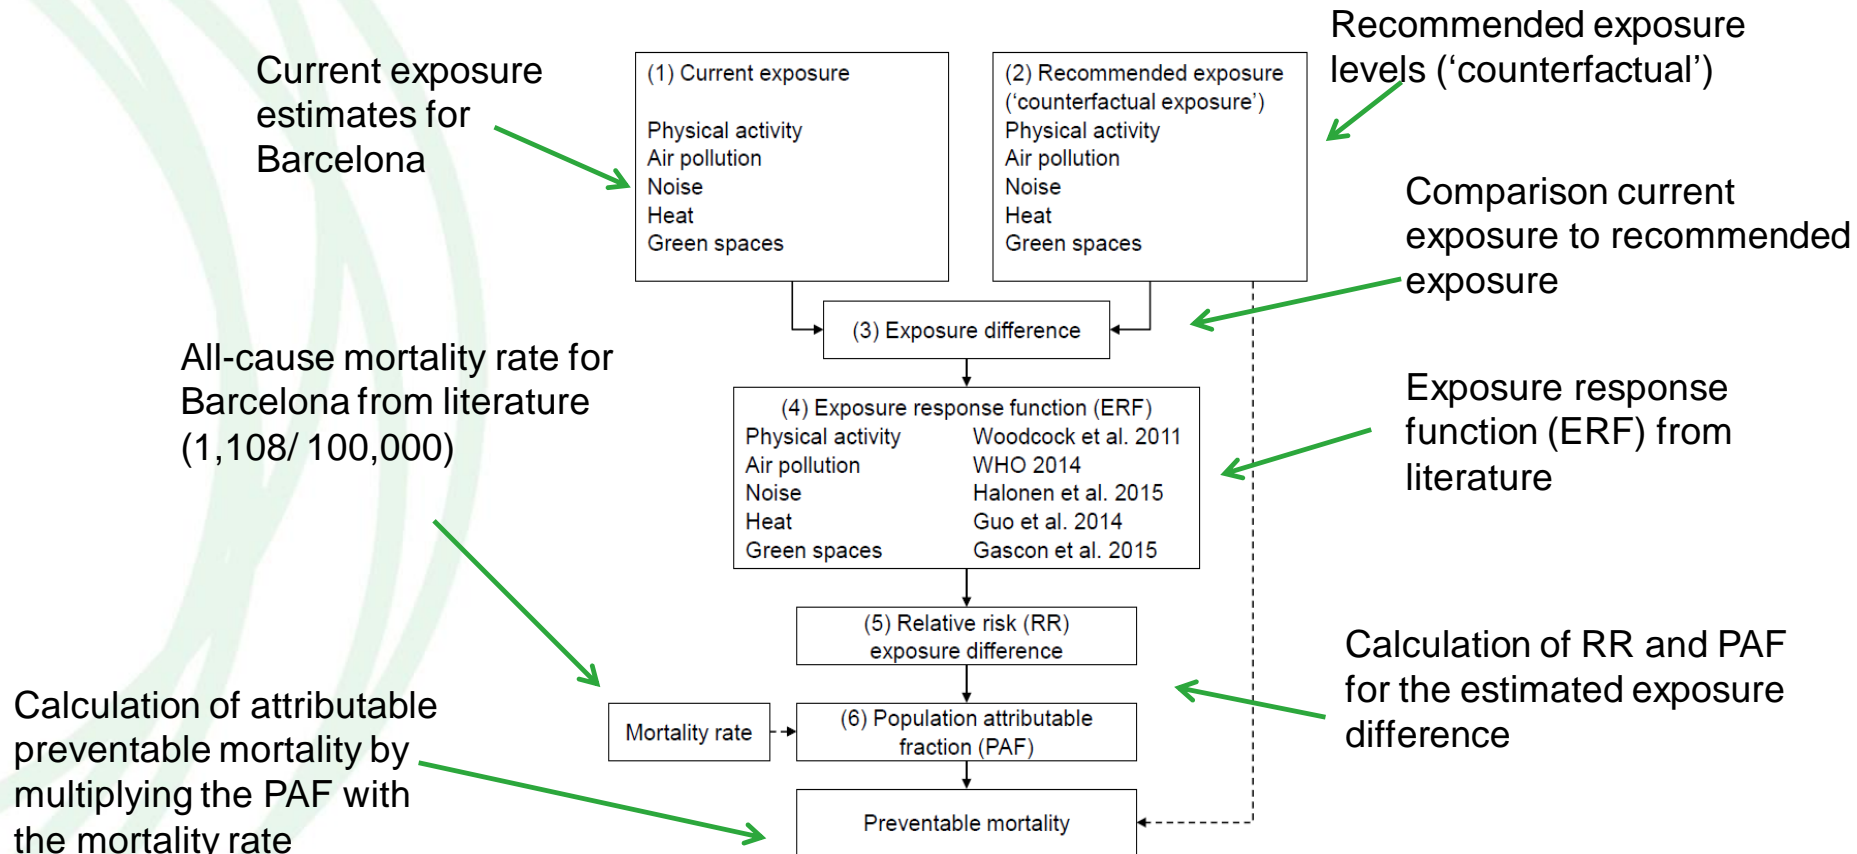 Current exposure
estimates for
Barcelona
(1) Current exposure
Physical activity
Air pollution
Noise
Heat
Green spaces
(2) Recommended exposure
(‘counterfactual exposure’)
Physical activity
Air pollution
Noise
Heat
Green spaces
Recommended exposure
levels (‘counterfactual’)
Comparison current
exposure to recommended
exposure
(3) Exposure difference
All-cause mortality rate for
Barcelona from literature
(1,108/ 100,000)
(4) Exposure response function (ERF)
Physical activity Woodcock et al. 2011
Air pollution WHO 2014
Noise Halonen et al. 2015
Heat Guo et al. 2014
Green spaces Gascon et al. 2015
Exposure response
function (ERF) from
literature
(5) Relative risk (RR)
exposure difference
Calculation of RR and PAF
for the estimated exposure
difference
Mortality rate
(6) Population attributable
fraction (PAF)
Calculation of attributable
preventable mortality by
multiplying the PAF with
the mortality rate
Preventable mortality